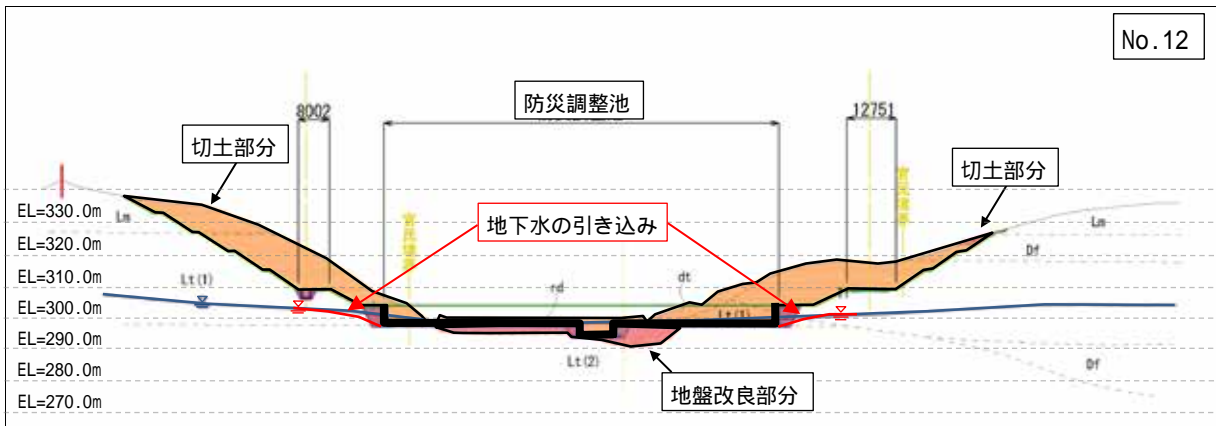 No.12
防災調整池
8002
12751
切土部分
切土部分
地下水の引き込み
EL=330.0m
Lm
Lm
EL=320.0m
Df
Lt(1)
dt
EL=310.0m
rd
EL=300.0m
Lt(1)
EL=290.0m
Lt(2)
Df
EL=280.0m
地盤改良部分
EL=270.0m